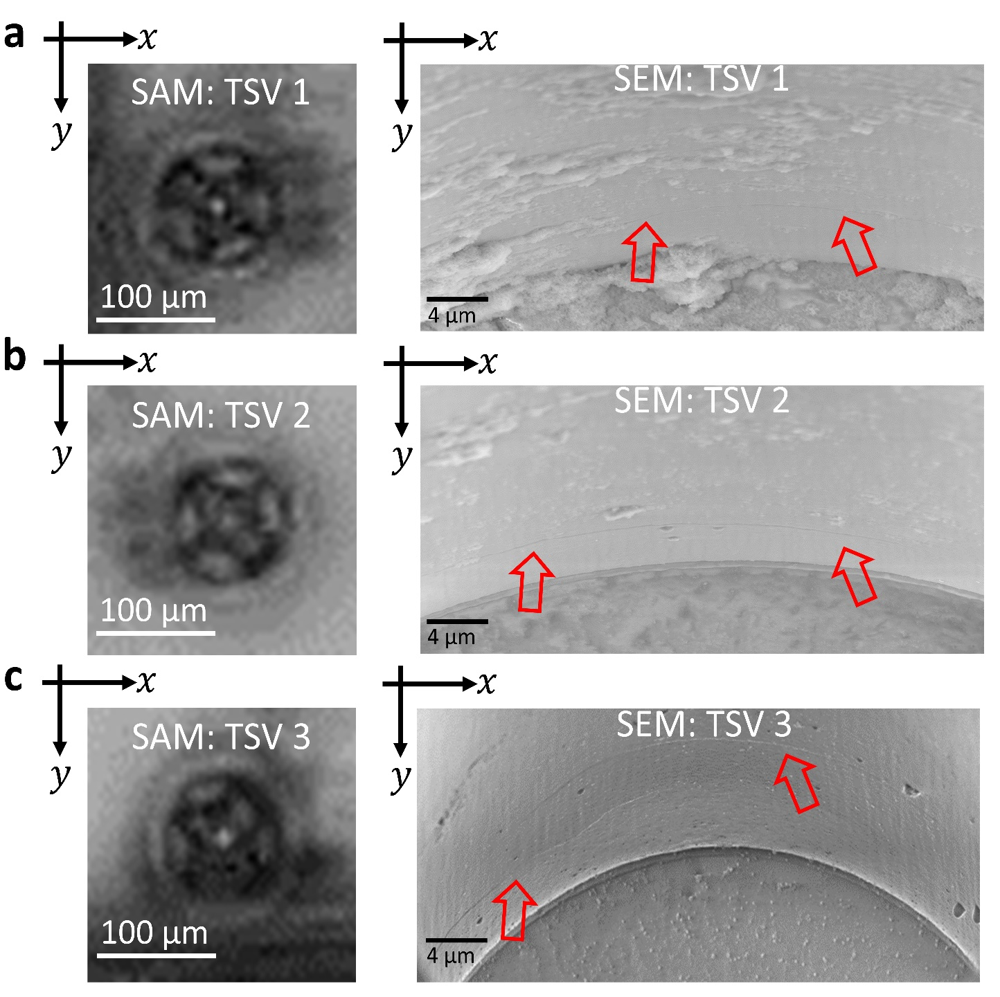 a
x
y
SAM: TSV 1
100 µm
x
y
SEM: TSV 1
4 µm
b
x
y
SAM: TSV 2
100 µm
x
y
SEM: TSV 2
4 µm
c
x
y
SAM: TSV 3
100 µm
x
y
SEM: TSV 3
4 µm